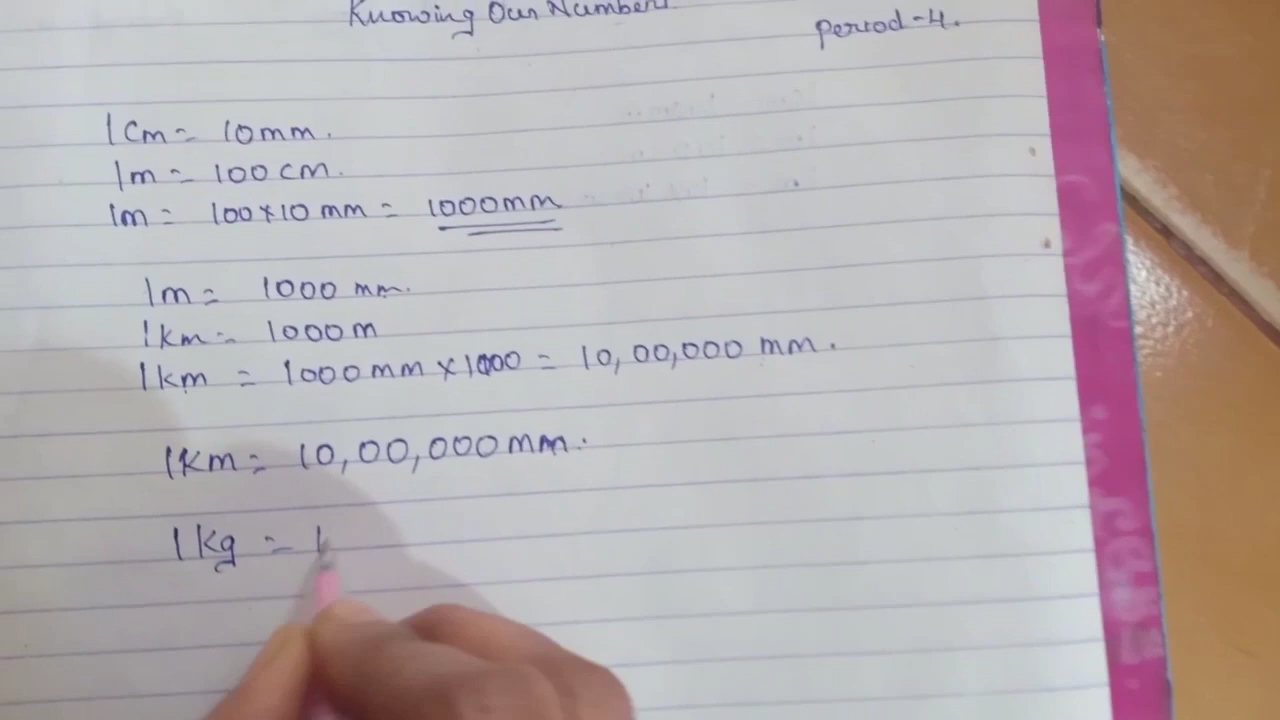 Knowing Our Numbers
Period-4.
1cm = 10mm.
1m = 100cm.
1m = 100×10 mm = 1000mm
1m = 1000 mm.
1km = 1000m
1km = 1000mm×1000 = 10,00,000 mm.
1km = 10,00,000mm.
1kg = 1